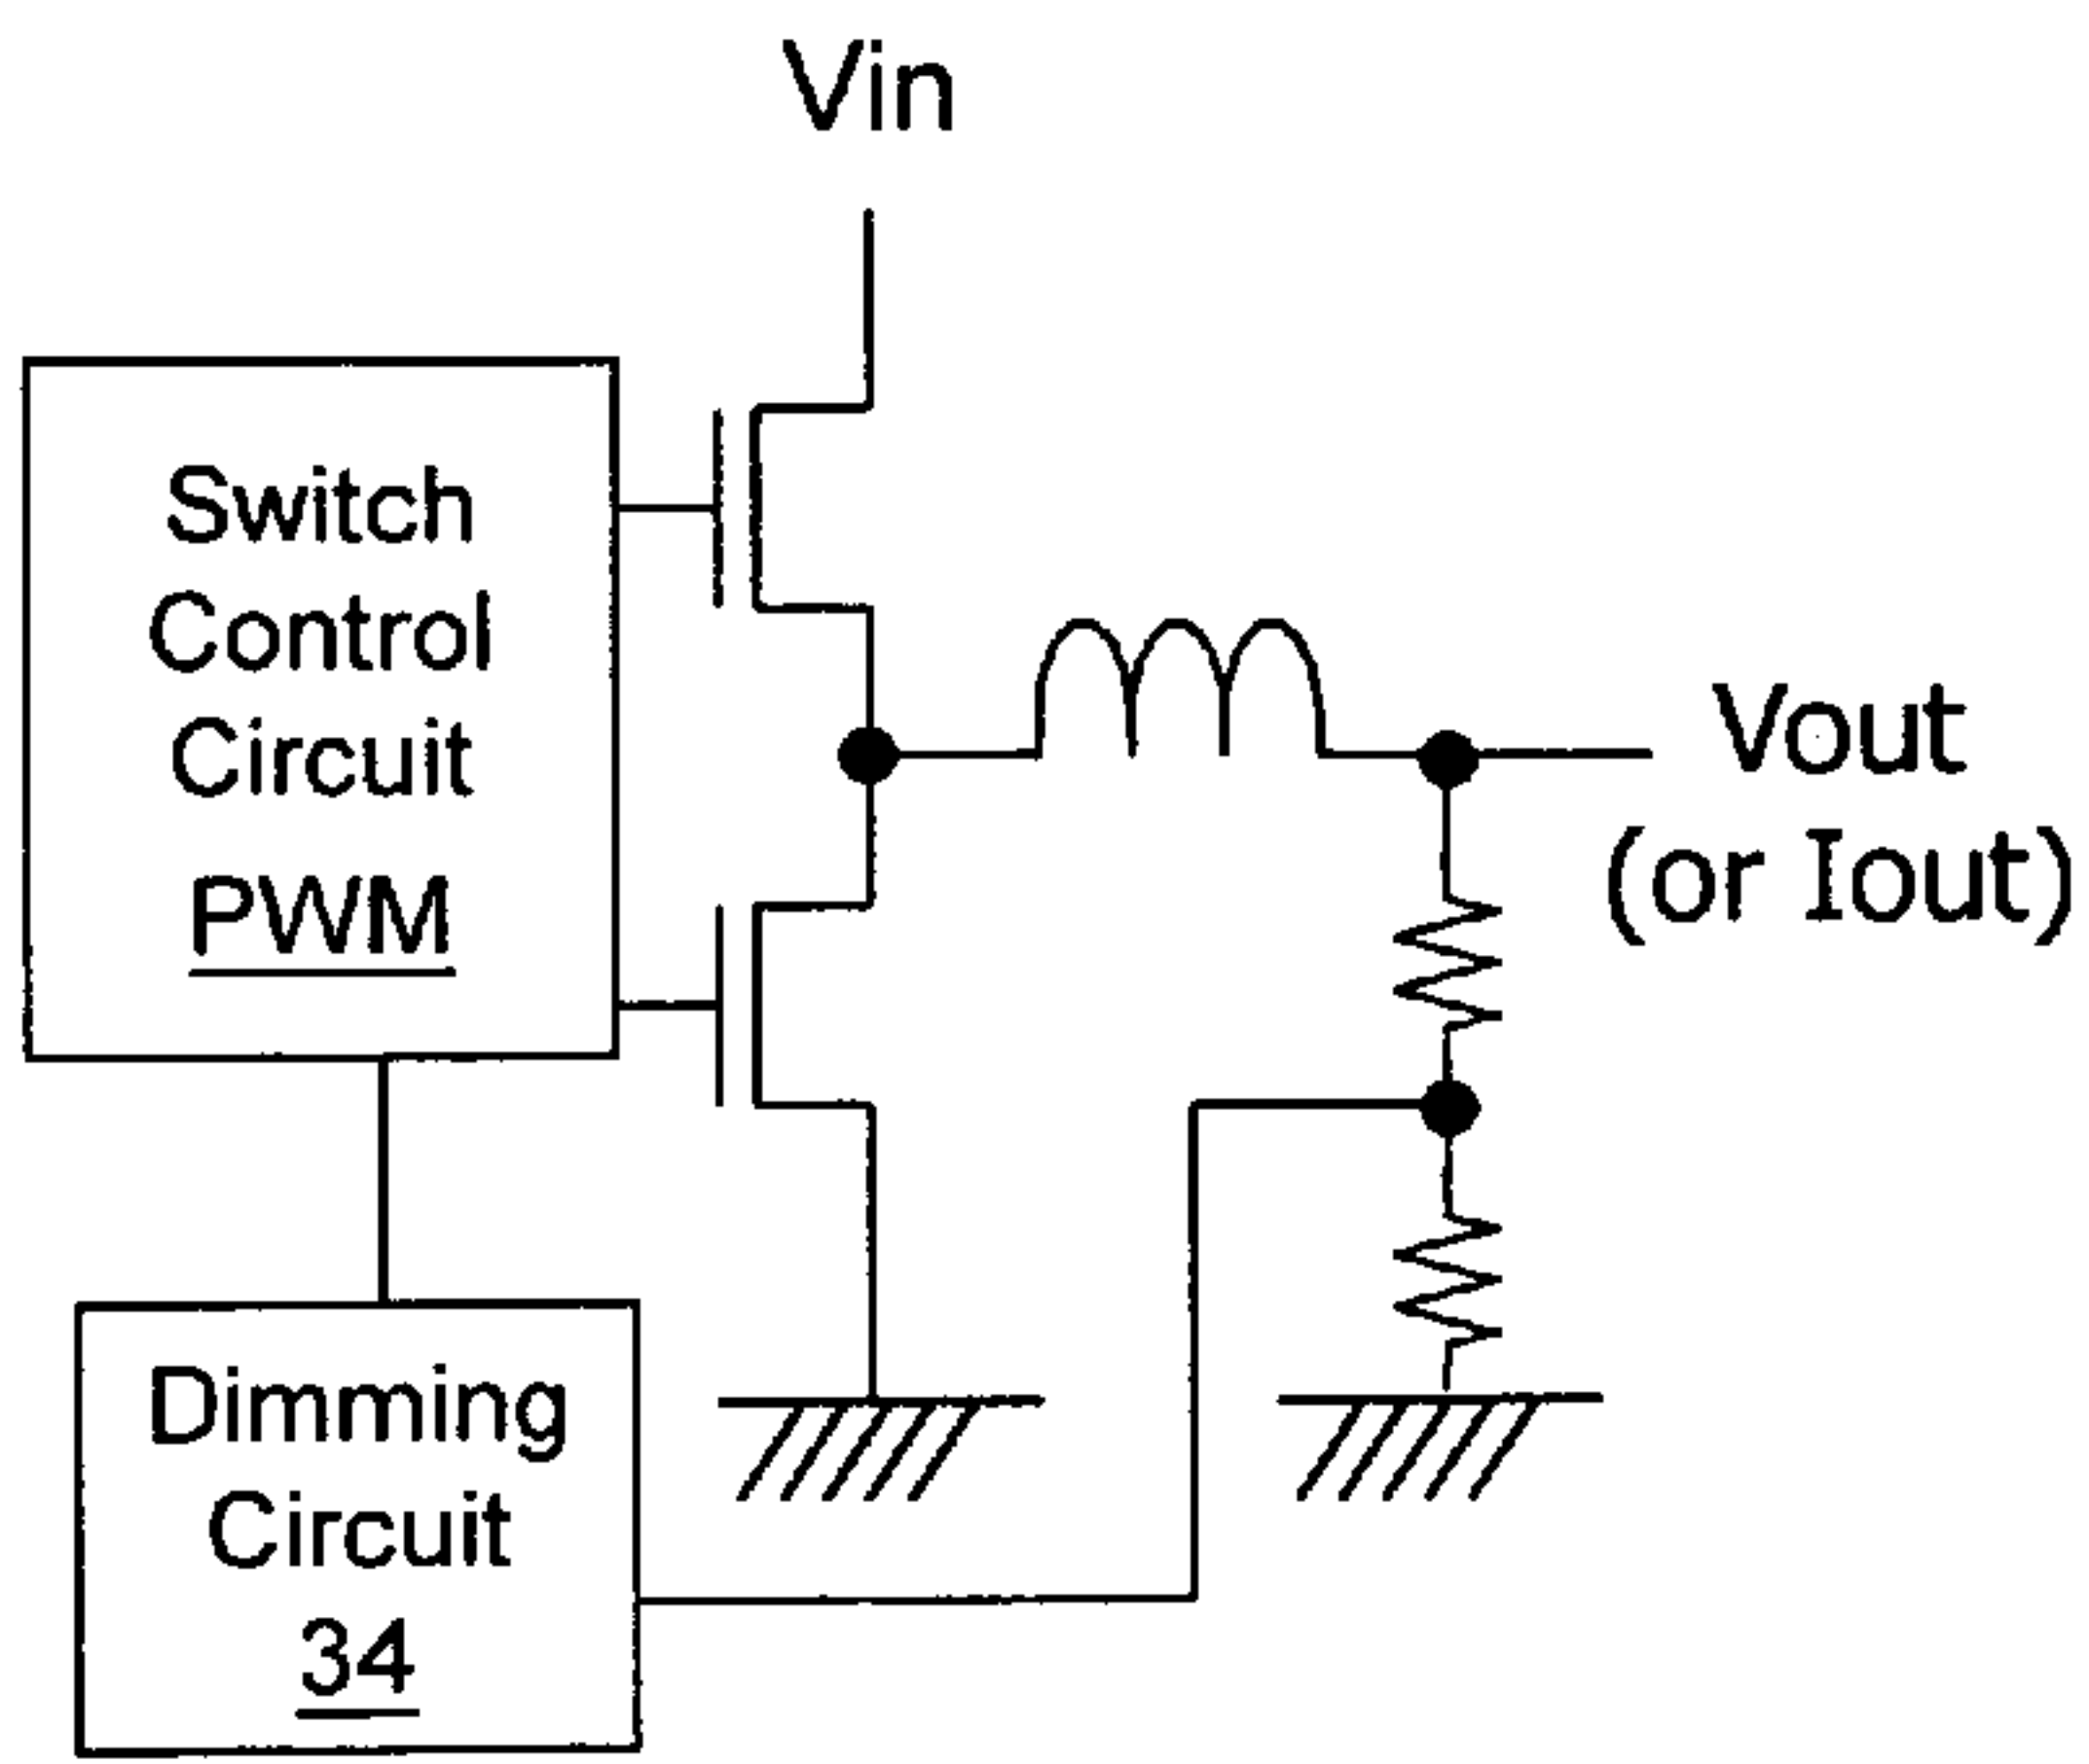 Vin
Switch
Control
Circuit
PWM
Vout
(or Iout)
Dimming
Circuit
34